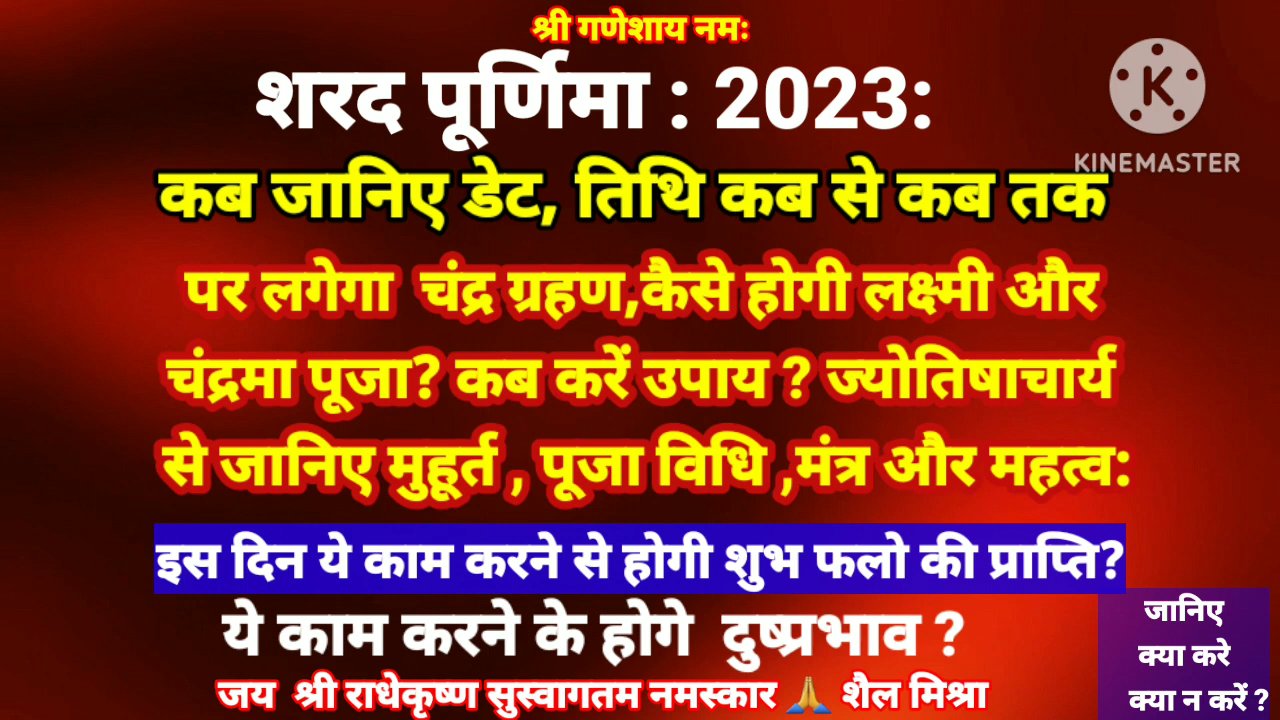 श्री गणेशाय नमः
शरद पूर्णिमा : 2023:
KINEMASTER
कब जानिए डेट, तिथि कब से कब तक
पर लगेगा चंद्र ग्रहण,कैसे होगी लक्ष्मी और
चंद्रमा पूजा? कब करें उपाय ? ज्योतिषाचार्य
से जानिए मुहूर्त , पूजा विधि ,मंत्र और महत्व:
इस दिन ये काम करने से होगी शुभ फलो की प्राप्ति?
ये काम करने के होगे दुष्प्रभाव ?
जय श्री राधेकृष्ण सुस्वागतम नमस्कार 🙏 शैल मिश्रा
जानिए
क्या करे
क्या न करें ?